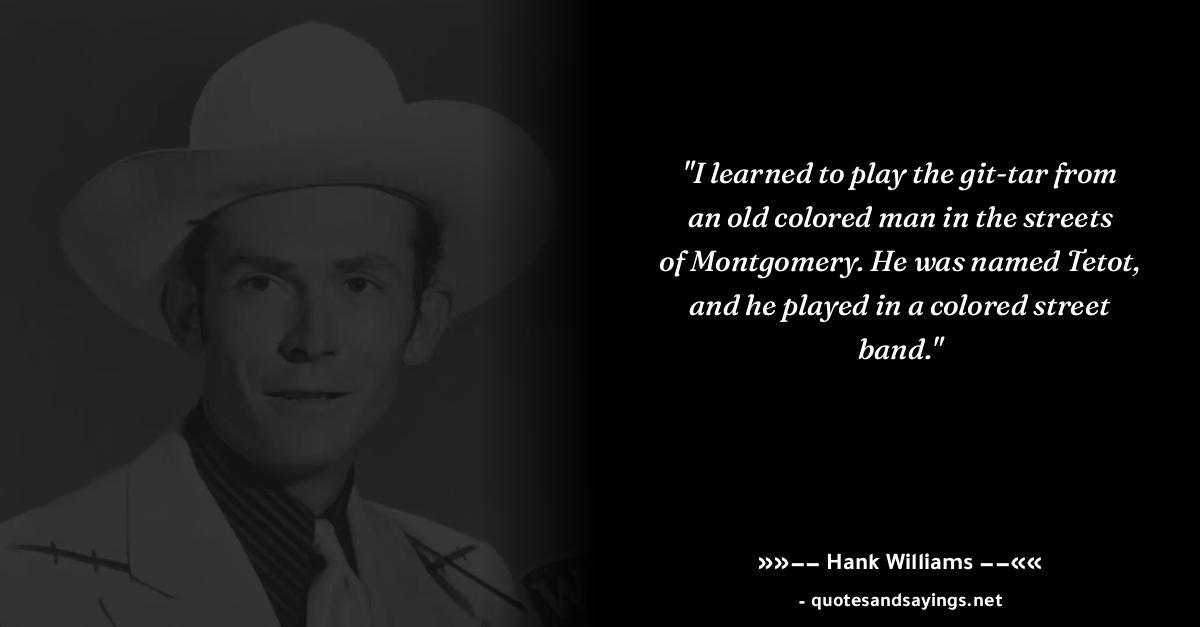 "I learned to play the git-tar from
an old colored man in the streets
of Montgomery. He was named Tetot,
and he played in a colored street
band."
»»−− Hank Williams −−««
- quotesandsayings.net